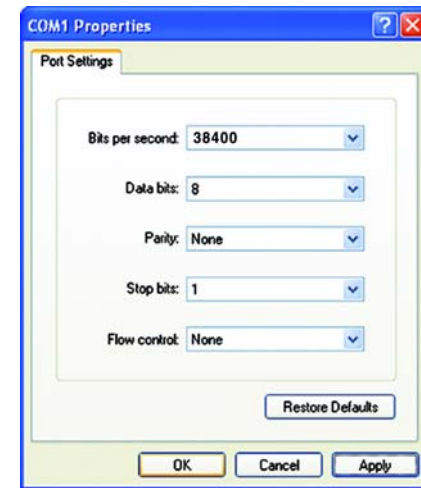 COM1 Properties
Port Settings
Bits per second: 38400
Data bits: 8
Parity: None
Stop bits: 1
Flow control: None
Restore Defaults
OK Cancel Apply